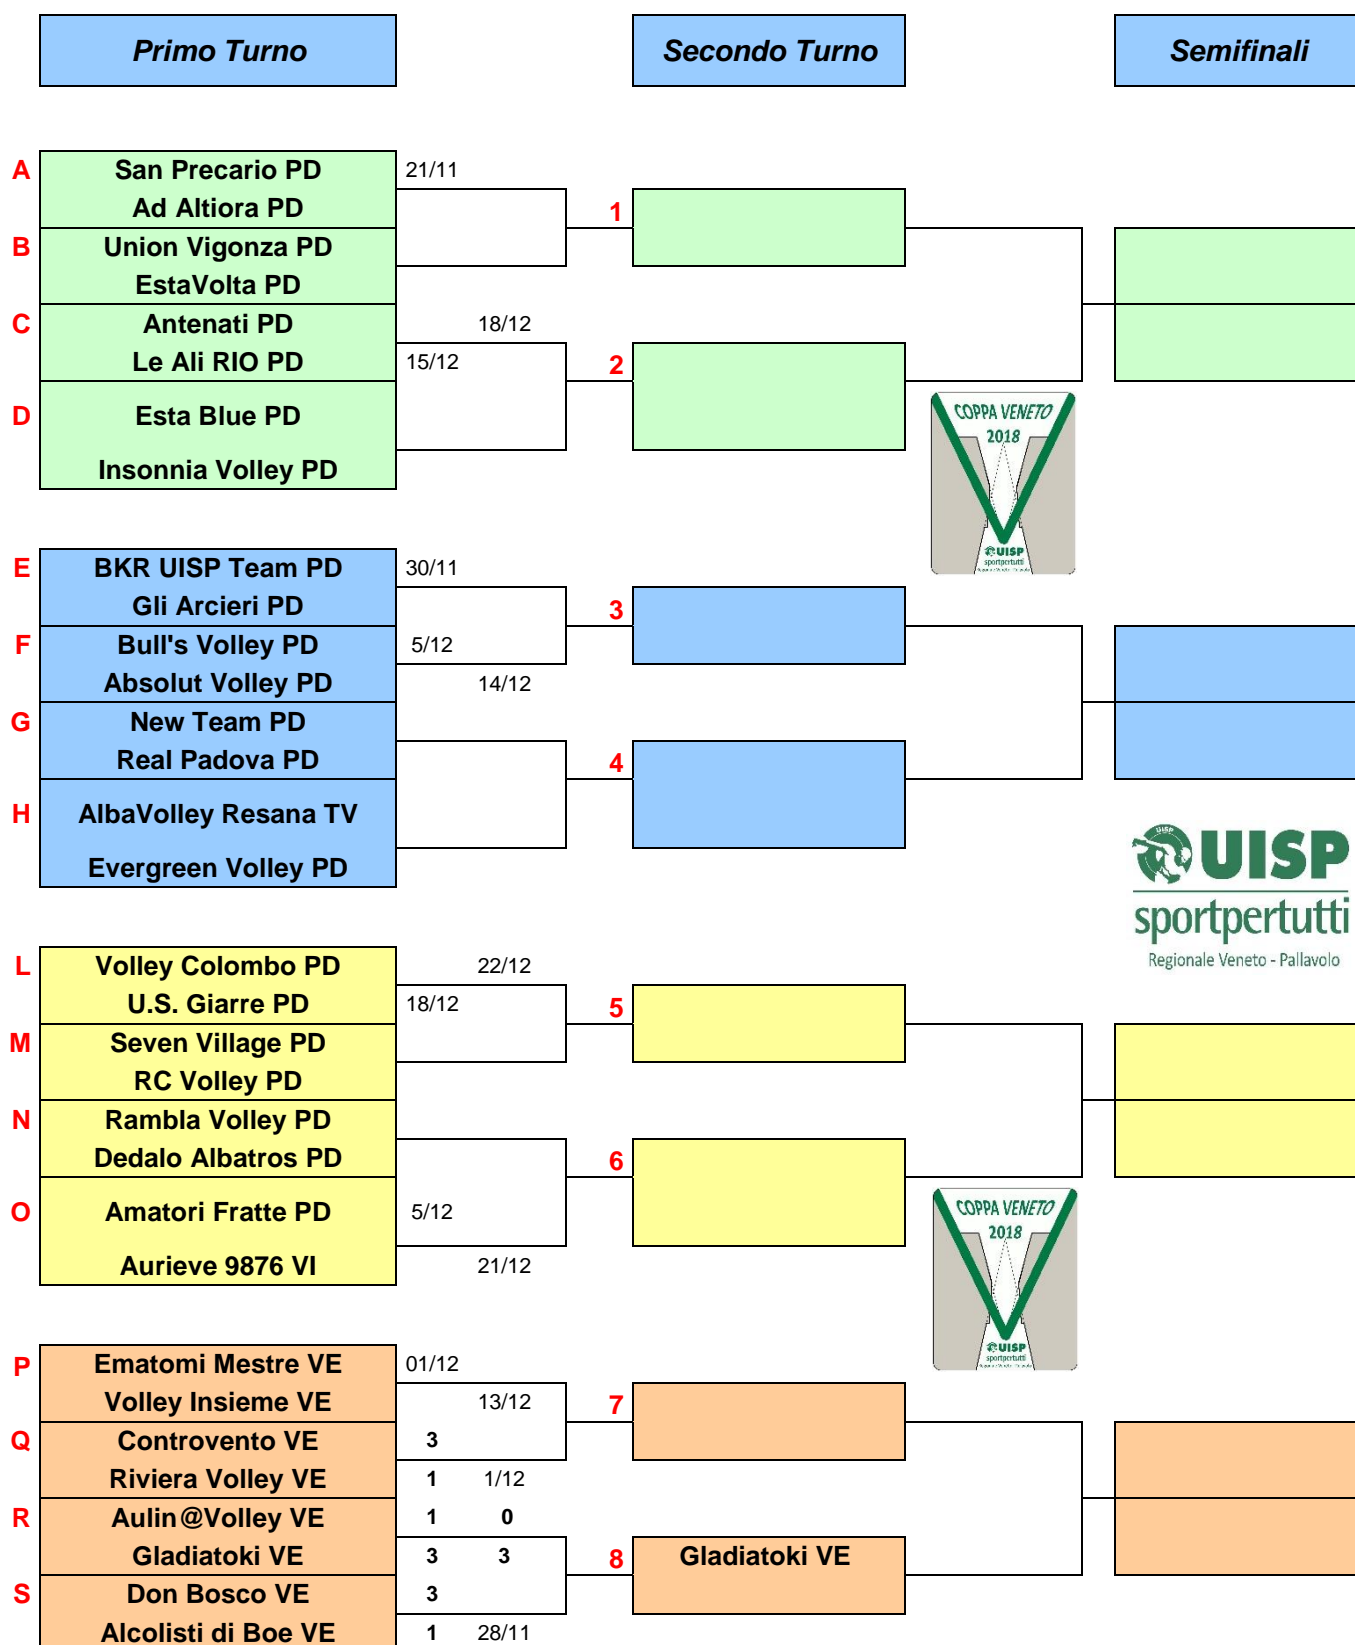 Primo Turno Secondo Turno Semifinali
A San Precario PD 21/11
Ad Altiora PD 1
B Union Vigonza PD
EstaVolta PD
C Antenati PD 18/12
Le Ali RIO PD 15/12 2
D Esta Blue PD
COPPA VENETO
2018
Insonnia Volley PD
UISP
sportpertutti
E BKR UISP Team PD 30/11
Gli Arcieri PD 3
F Bull's Volley PD 5/12
Absolut Volley PD 14/12
G New Team PD
Real Padova PD 4
H AlbaVolley Resana TV
Evergreen Volley PD
UISP
UISP
sportpertutti
Regionale Veneto - Pallavolo
L Volley Colombo PD 22/12
U.S. Giarre PD 18/12 5
M Seven Village PD
RC Volley PD
N Rambla Volley PD
Dedalo Albatros PD 6
O Amatori Fratte PD 5/12
COPPA VENETO
2018
Aurieve 9876 VI 21/12
UISP
sportpertutti
P Ematomi Mestre VE 01/12
Volley Insieme VE 13/12 7
Q Controvento VE 3
Riviera Volley VE 1 1/12
R Aulin@Volley VE 1 0
Gladiatoki VE 3 3 8 Gladiatoki VE
S Don Bosco VE 3
Alcolisti di Boe VE 1 28/11